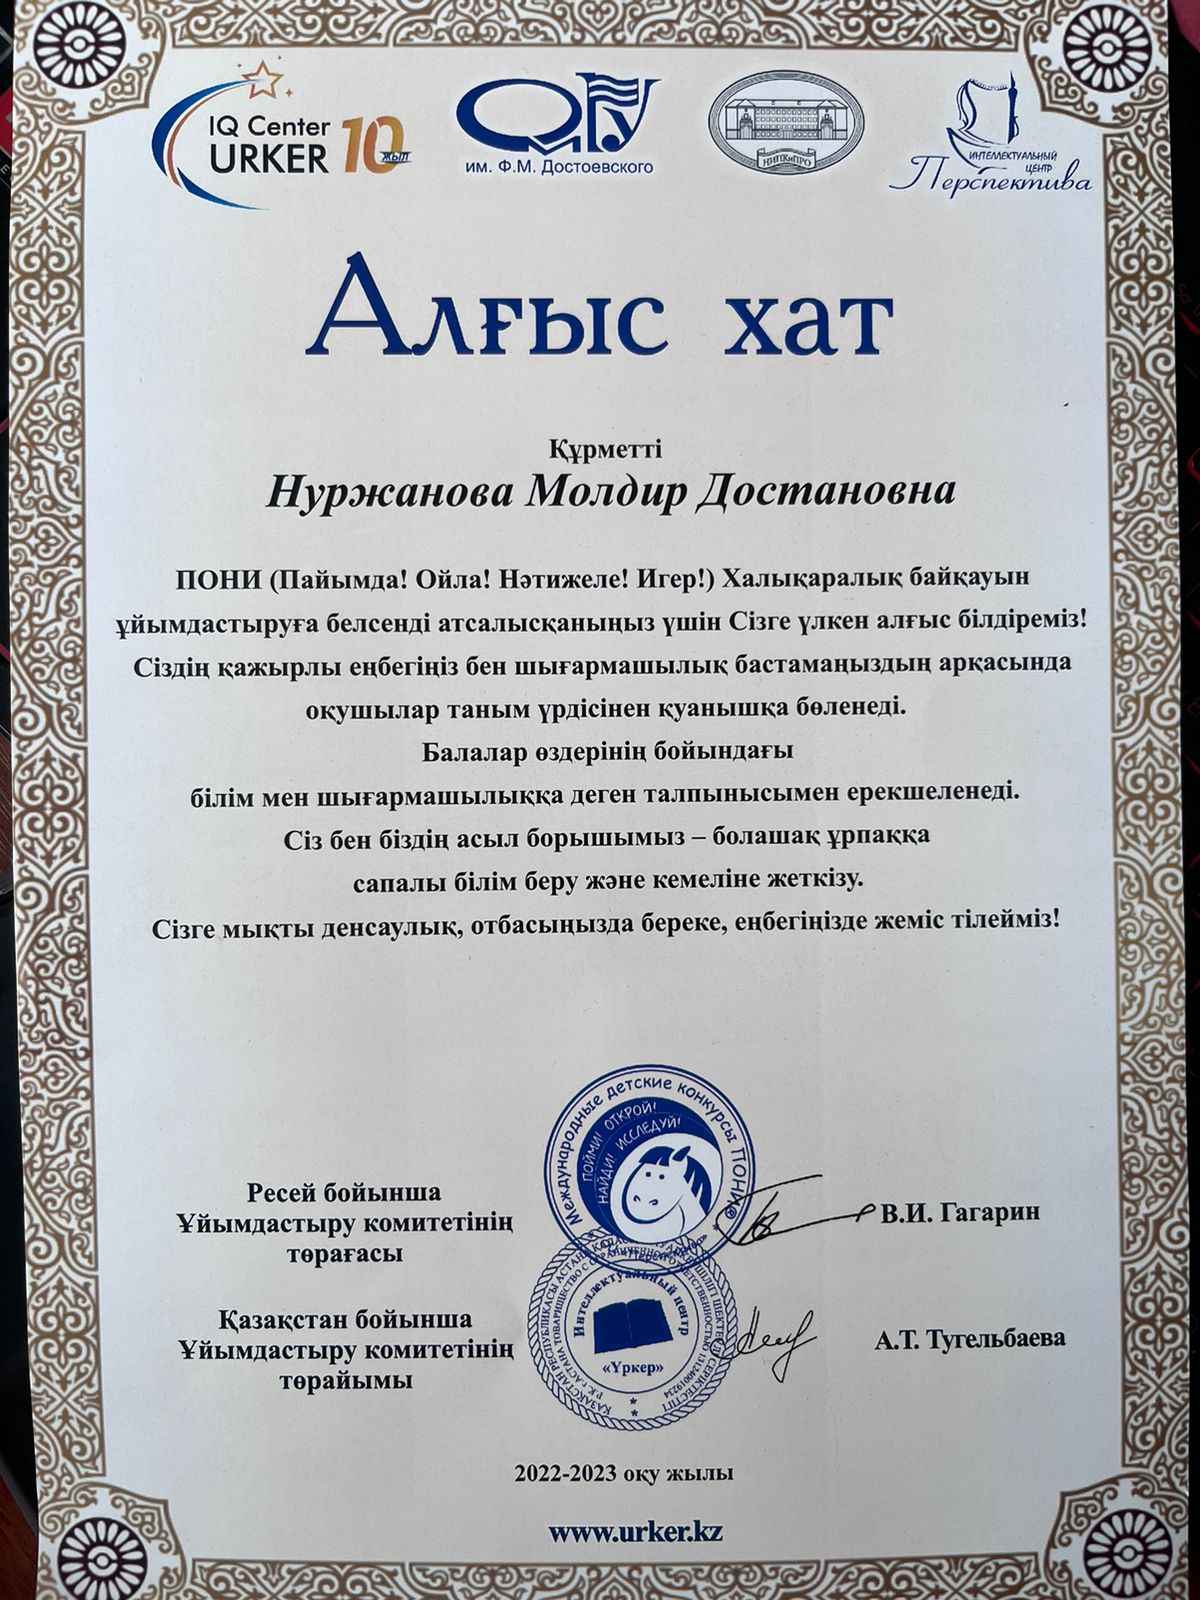 IQ Center
URKER 10 жыл
ОмГУ
им. Ф.М. Достоевского
НИПКиПРО
ИНТЕЛЛЕКТУАЛЬНЫЙ
ЦЕНТР
Перспектива
Алғыс хат
Құрметті
Нуржанова Молдир Достановна
ПОНИ (Пайымда! Ойла! Нәтижеле! Игер!) Халықаралық байқауын
ұйымдастыруға белсенді атсалысқаныңыз үшін Сізге үлкен алғыс білдіреміз!
Сіздің қажырлы еңбегіңіз бен шығармашылық бастамаңыздың арқасында
оқушылар таным үрдісінен қуанышқа бөленеді.
Балалар өздерінің бойындағы
білім мен шығармашылыққа деген талпынысымен ерекшеленеді.
Сіз бен біздің асыл борышымыз – болашақ ұрпаққа
сапалы білім беру және кемеліне жеткізу.
Сізге мықты денсаулық, отбасыңызда береке, еңбегіңізде жеміс тілейміз!
Международные детские конкурсы ПОНИ®
ПОЙМИ! ОТКРОЙ!
НАЙДИ! ИССЛЕДУЙ!
Ресей бойынша
Ұйымдастыру комитетінің
төрағасы
В.И. Гагарин
Интеллектуальный центр
«Үркер»
Қазақстан бойынша
Ұйымдастыру комитетінің
төрайымы
А.Т. Тугельбаева
2022-2023 оқу жылы
www.urker.kz